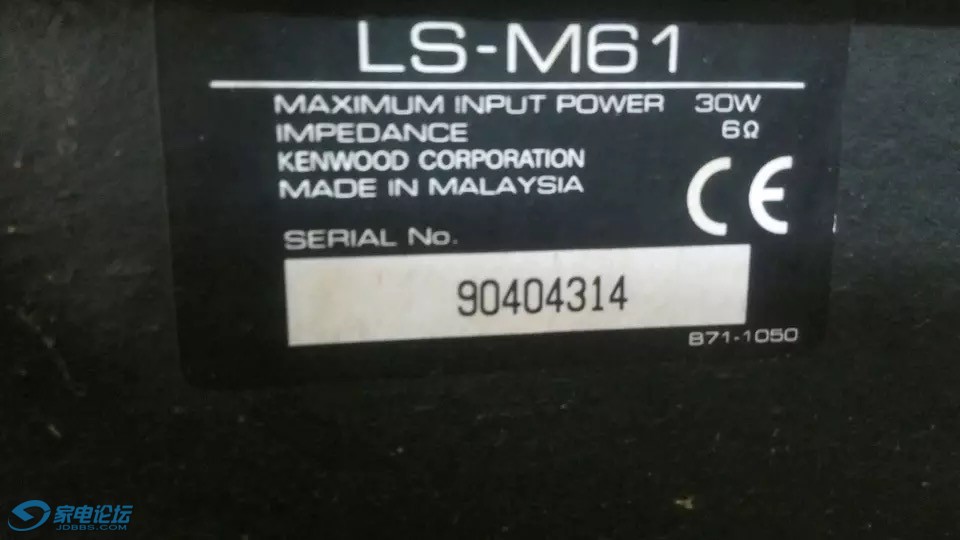 LS-M61
MAXIMUM INPUT POWER 30W
IMPEDANCE 6Ω
KENWOOD CORPORATION
MADE IN MALAYSIA
CE
SERIAL No.
90404314
B71-1050
家电论坛
JDBBS.COM